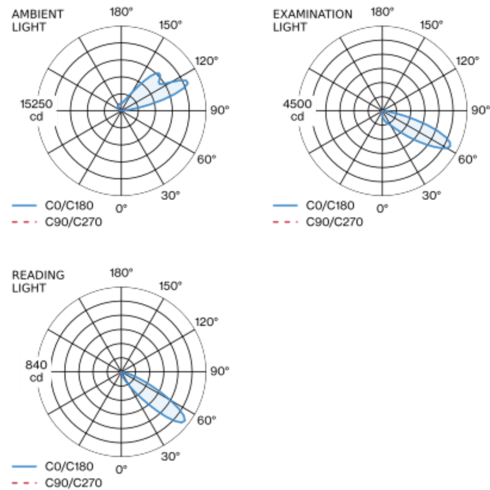 AMBIENT
LIGHT
180°
150°
120°
15250
cd
90°
60°
30°
0°
C0/C180
C90/C270
EXAMINATION
LIGHT
180°
150°
120°
4500
cd
90°
60°
30°
0°
C0/C180
C90/C270
READING
LIGHT
180°
150°
120°
840
cd
90°
60°
30°
0°
C0/C180
C90/C270